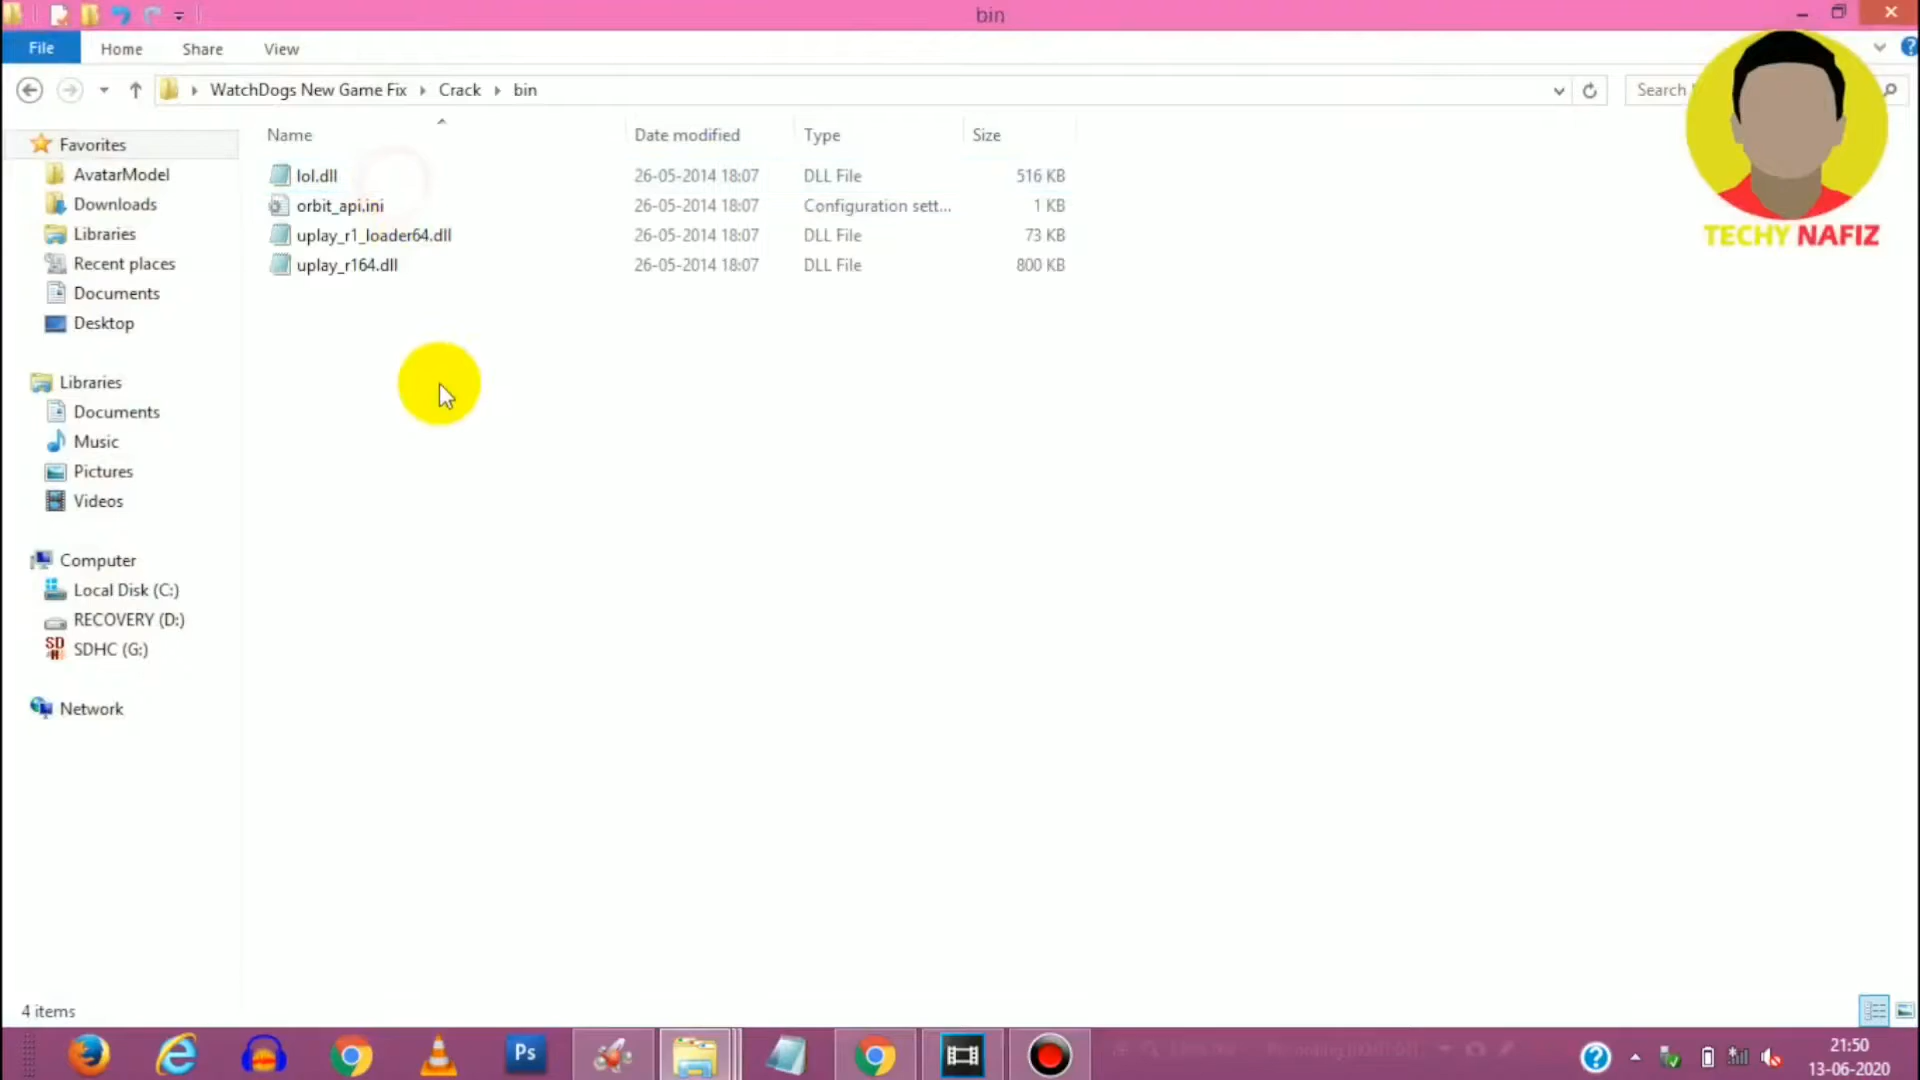 bin
File Home Share View
WatchDogs New Game Fix Crack bin
Search
Name Date modified Type Size
lol.dll 26-05-2014 18:07 DLL File 516 KB
orbit_api.ini 26-05-2014 18:07 Configuration sett... 1 KB
uplay_r1_loader64.dll 26-05-2014 18:07 DLL File 73 KB
uplay_r164.dll 26-05-2014 18:07 DLL File 800 KB
TECHY NAFIZ
Favorites
AvatarModel
Downloads
Libraries
Recent places
Documents
Desktop
Libraries
Documents
Music
Pictures
Videos
Computer
Local Disk (C:)
RECOVERY (D:)
SDHC (G:)
Network
4 items
Ps
21:50
13-06-2020